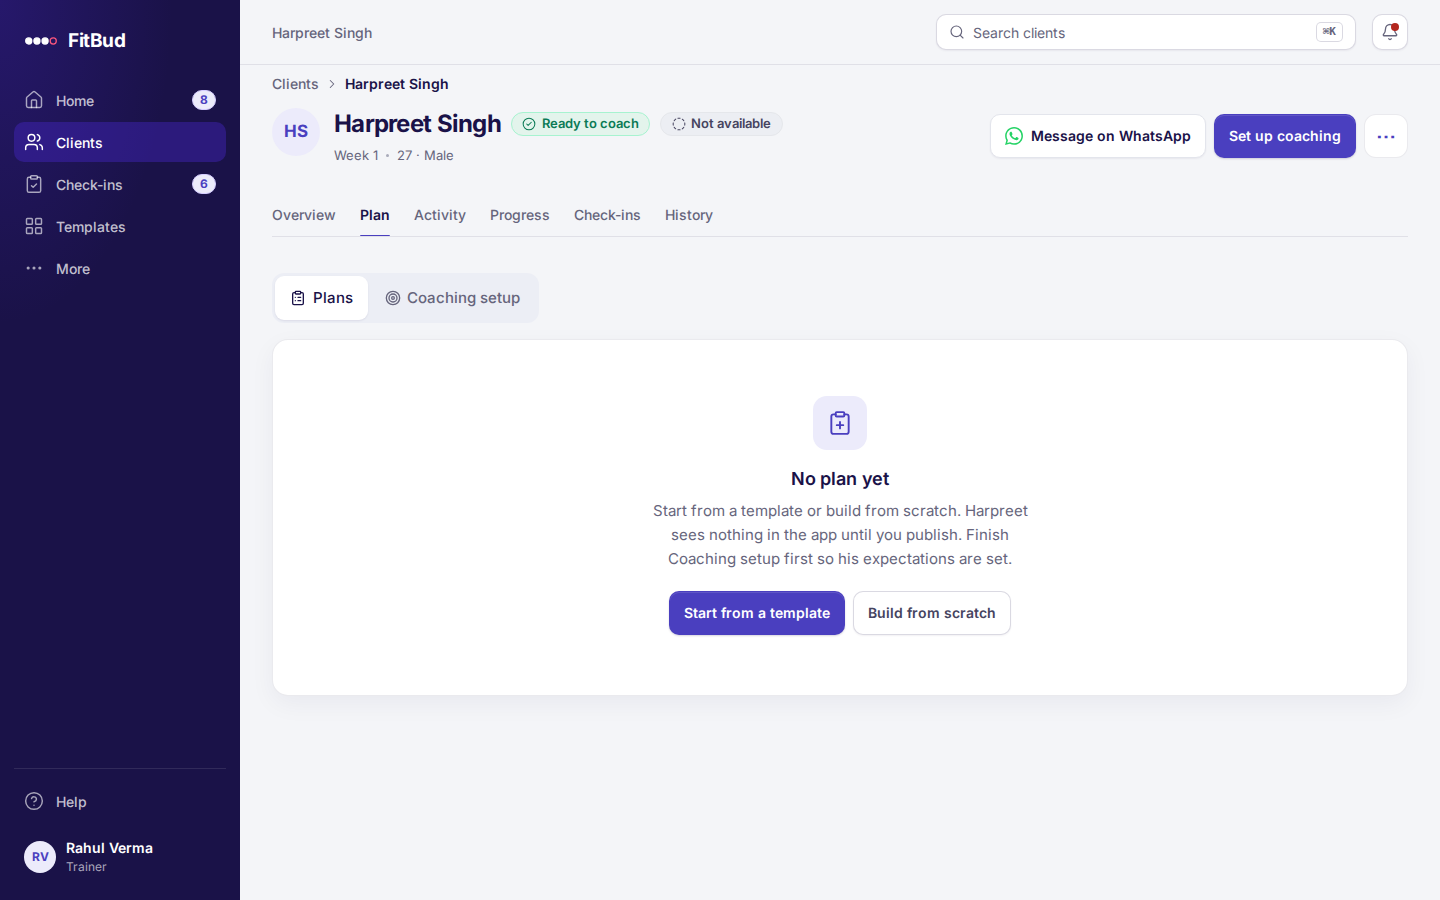 FitBud
Home
8
Clients
Check-ins
6
Templates
More
Help
RV
Rahul Verma
Trainer
Harpreet Singh
Search clients
⌘K
Clients
Harpreet Singh
HS
Harpreet Singh
Ready to coach
Not available
Week 1 • 27 · Male
Message on WhatsApp
Set up coaching
Overview
Plan
Activity
Progress
Check-ins
History
Plans
Coaching setup
No plan yet
Start from a template or build from scratch. Harpreet
sees nothing in the app until you publish. Finish
Coaching setup first so his expectations are set.
Start from a template
Build from scratch